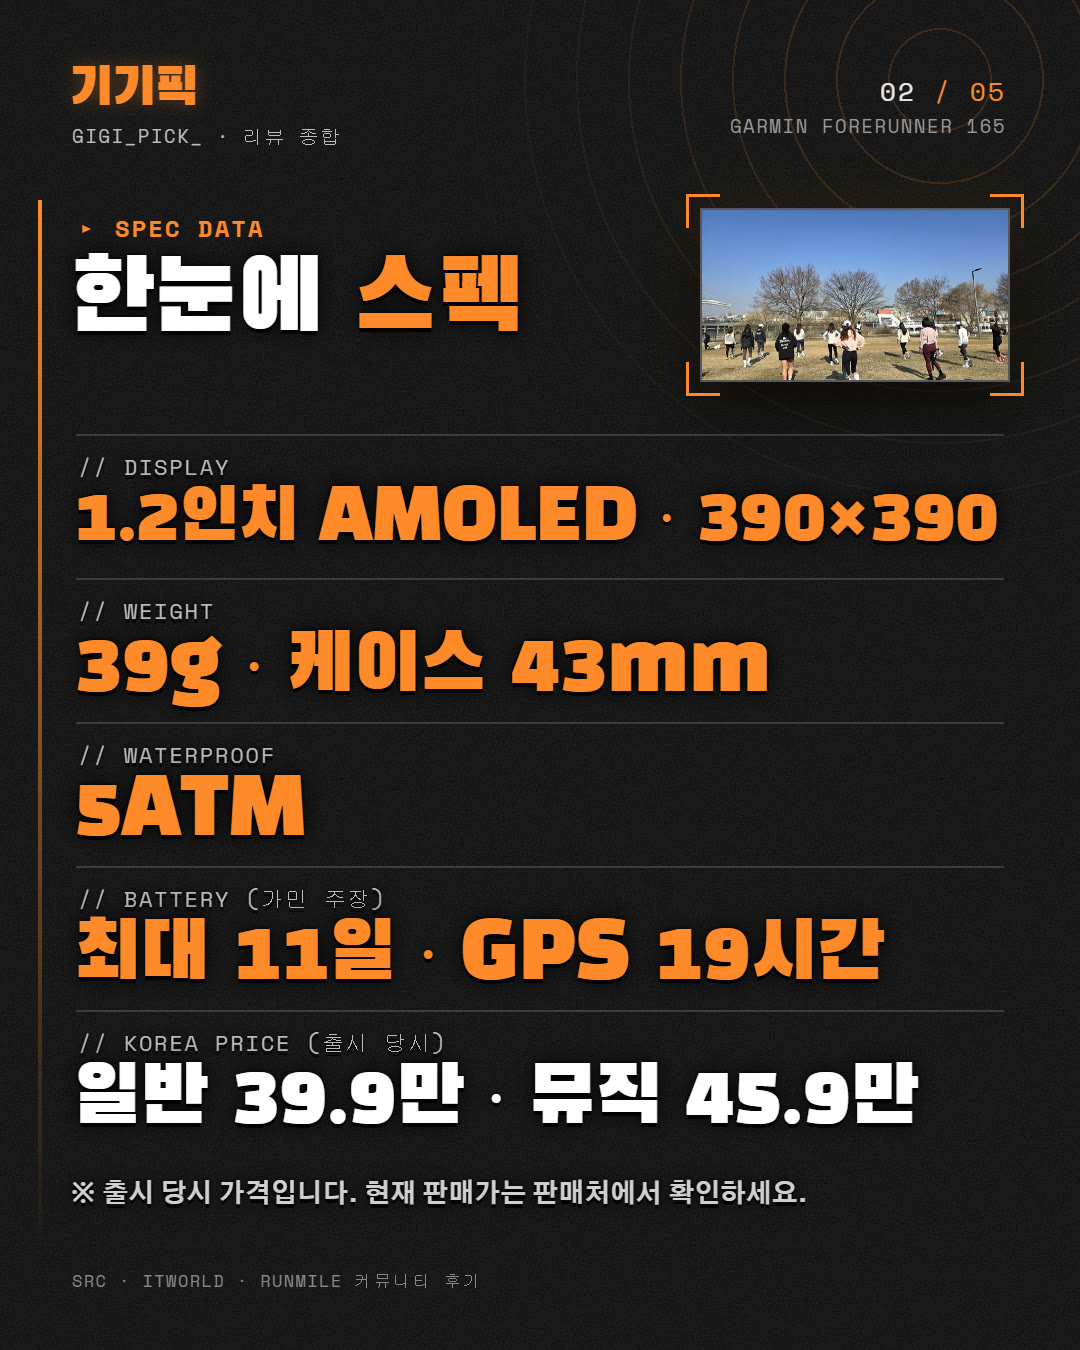 기기픽
GIGI_PICK_ · 리뷰 종합
02 / 05
GARMIN FORERUNNER 165
▸ SPEC DATA
한눈에 스펙
// DISPLAY
1.2인치 AMOLED · 390×390
// WEIGHT
39g · 케이스 43mm
// WATERPROOF
5ATM
// BATTERY (가민 주장)
최대 11일 · GPS 19시간
// KOREA PRICE (출시 당시)
일반 39.9만 · 뮤직 45.9만
※ 출시 당시 가격입니다. 현재 판매가는 판매처에서 확인하세요.
SRC · ITWORLD · RUNMILE 커뮤니티 후기